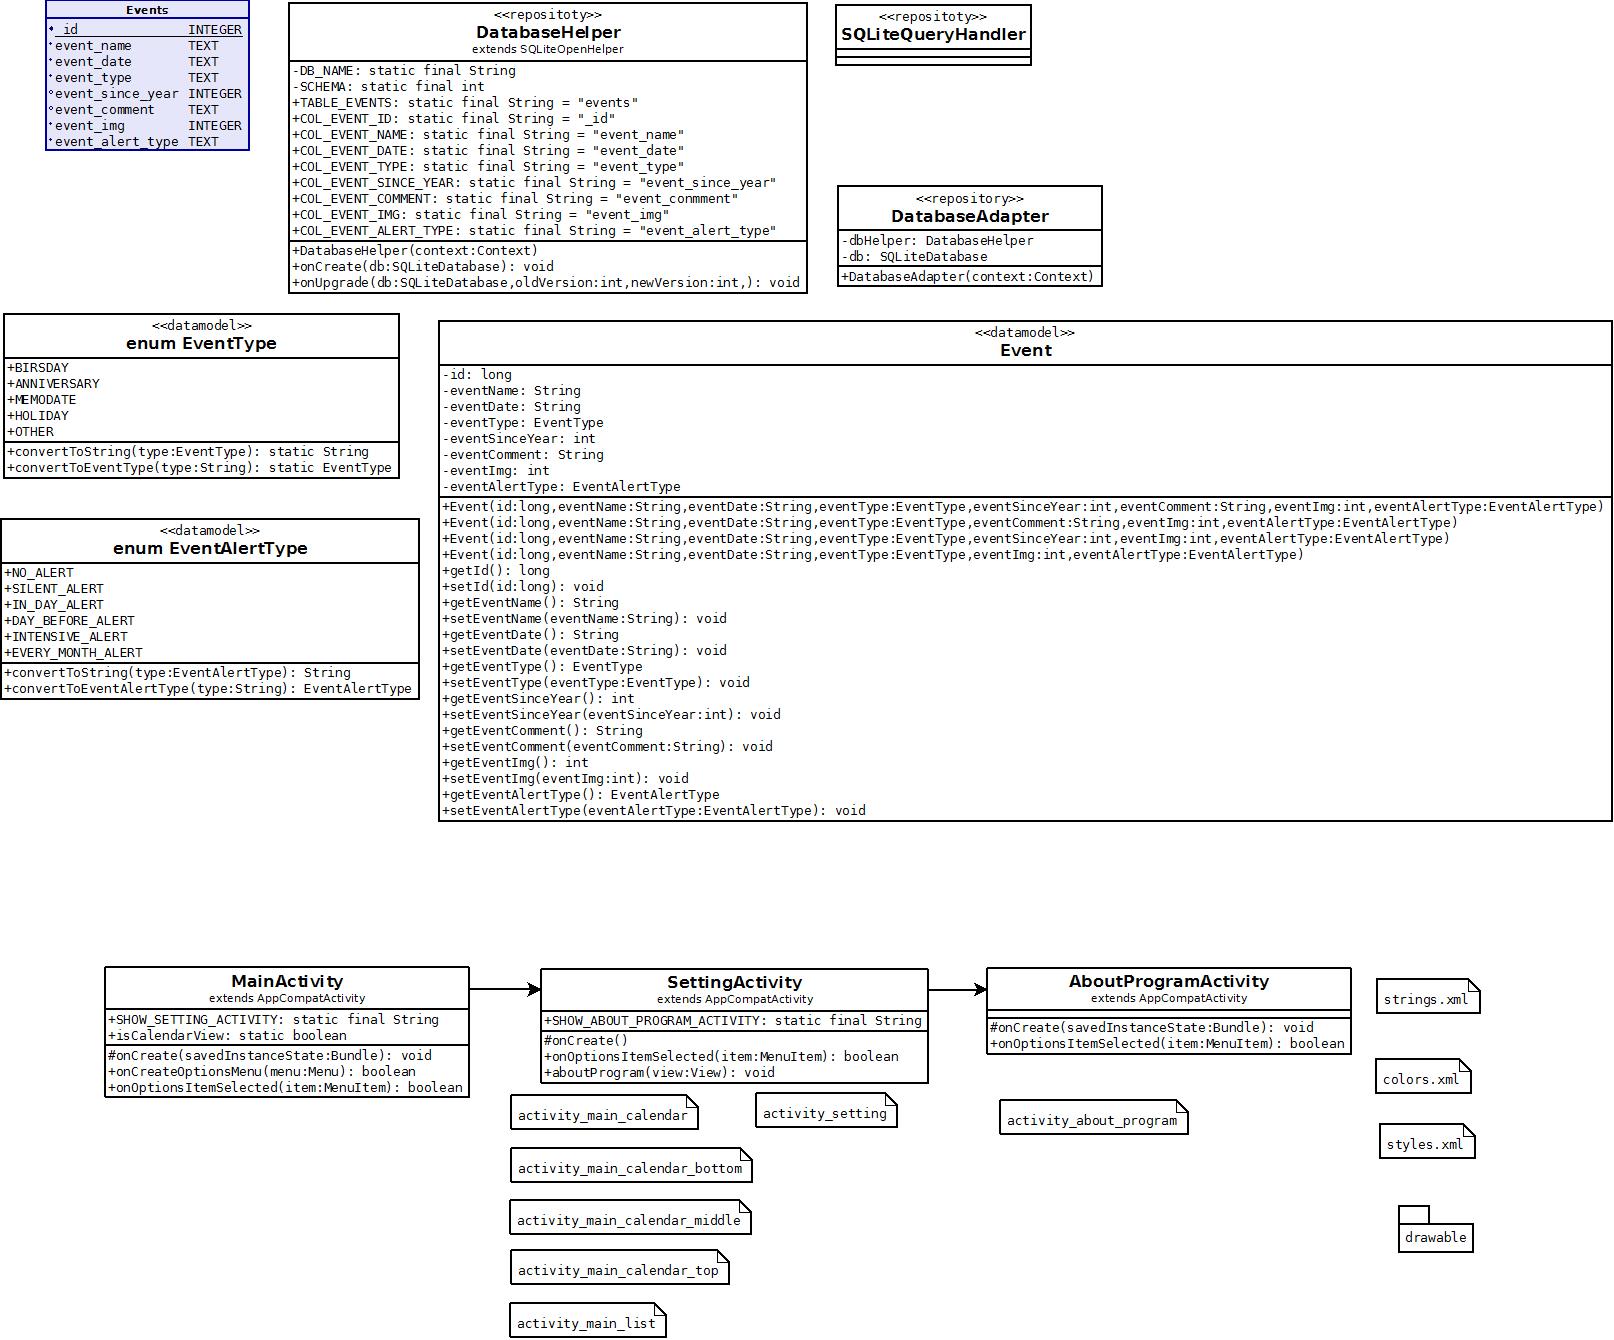 Events
_id INTEGER
event_name TEXT
event_date TEXT
event_type TEXT
event_since_year INTEGER
event_comment TEXT
event_img INTEGER
event_alert_type TEXT
<<repositoty>>
DatabaseHelper
extends SQLiteOpenHelper
-DB_NAME: static final String
-SCHEMA: static final int
+TABLE_EVENTS: static final String = "events"
+COL_EVENT_ID: static final String = "_id"
+COL_EVENT_NAME: static final String = "event_name"
+COL_EVENT_DATE: static final String = "event_date"
+COL_EVENT_TYPE: static final String = "event_type"
+COL_EVENT_SINCE_YEAR: static final String = "event_since_year"
+COL_EVENT_COMMENT: static final String = "event_conmment"
+COL_EVENT_IMG: static final String = "event_img"
+COL_EVENT_ALERT_TYPE: static final String = "event_alert_type"
+DatabaseHelper(context:Context)
+onCreate(db:SQLiteDatabase): void
+onUpgrade(db:SQLiteDatabase,oldVersion:int,newVersion:int,): void
<<repositoty>>
SQLiteQueryHandler
<<repository>>
DatabaseAdapter
-dbHelper: DatabaseHelper
-db: SQLiteDatabase
+DatabaseAdapter(context:Context)
<<datamodel>>
enum EventType
+BIRSDAY
+ANNIVERSARY
+MEMODATE
+HOLIDAY
+OTHER
+convertToString(type:EventType): static String
+convertToEventType(type:String): static EventType
<<datamodel>>
enum EventAlertType
+NO_ALERT
+SILENT_ALERT
+IN_DAY_ALERT
+DAY_BEFORE_ALERT
+INTENSIVE_ALERT
+EVERY_MONTH_ALERT
+convertToString(type:EventAlertType): String
+convertToEventAlertType(type:String): EventAlertType
<<datamodel>>
Event
-id: long
-eventName: String
-eventDate: String
-eventType: EventType
-eventSinceYear: int
-eventComment: String
-eventImg: int
-eventAlertType: EventAlertType
+Event(id:long,eventName:String,eventDate:String,eventType:EventType,eventSinceYear:int,eventComment:String,eventImg:int,eventAlertType:EventAlertType)
+Event(id:long,eventName:String,eventDate:String,eventType:EventType,eventComment:String,eventImg:int,eventAlertType:EventAlertType)
+Event(id:long,eventName:String,eventDate:String,eventType:EventType,eventSinceYear:int,eventImg:int,eventAlertType:EventAlertType)
+Event(id:long,eventName:String,eventDate:String,eventType:EventType,eventImg:int,eventAlertType:EventAlertType)
+getId(): long
+setId(id:long): void
+getEventName(): String
+setEventName(eventName:String): void
+getEventDate(): String
+setEventDate(eventDate:String): void
+getEventType(): EventType
+setEventType(eventType:EventType): void
+getEventSinceYear(): int
+setEventSinceYear(eventSinceYear:int): void
+getEventComment(): String
+setEventComment(eventComment:String): void
+getEventImg(): int
+setEventImg(eventImg:int): void
+getEventAlertType(): EventAlertType
+setEventAlertType(eventAlertType:EventAlertType): void
MainActivity
extends AppCompatActivity
+SHOW_SETTING_ACTIVITY: static final String
+isCalendarView: static boolean
#onCreate(savedInstanceState:Bundle): void
+onCreateOptionsMenu(menu:Menu): boolean
+onOptionsItemSelected(item:MenuItem): boolean
SettingActivity
extends AppCompatActivity
+SHOW_ABOUT_PROGRAM_ACTIVITY: static final String
#onCreate()
+onOptionsItemSelected(item:MenuItem): boolean
+aboutProgram(view:View): void
AboutProgramActivity
extends AppCompatActivity
#onCreate(savedInstanceState:Bundle): void
+onOptionsItemSelected(item:MenuItem): boolean
activity_main_calendar
activity_main_calendar_bottom
activity_main_calendar_middle
activity_main_calendar_top
activity_main_list
activity_setting
activity_about_program
strings.xml
colors.xml
styles.xml
drawable